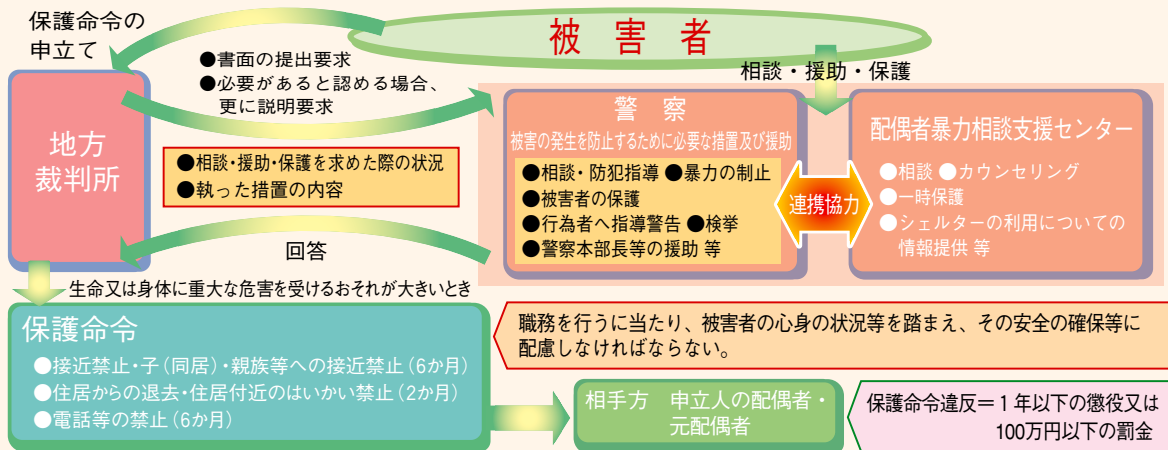 保護命令の
申立て
被害者
●書面の提出要求
●必要があると認める場合、
更に説明要求
相談・援助・保護
地方
裁判所
●相談・援助・保護を求めた際の状況
●執った措置の内容
回答
警察
被害の発生を防止するために必要な措置及び援助
●相談・防犯指導 ●暴力の制止
●被害者の保護
●行為者へ指導警告 ●検挙
●警察本部長等の援助 等
連携協力
配偶者暴力相談支援センター
●相談 ●カウンセリング
●一時保護
●シェルターの利用についての
情報提供 等
生命又は身体に重大な危害を受けるおそれが大きいとき
保護命令
●接近禁止・子（同居）・親族等への接近禁止（6か月）
●住居からの退去・住居付近のはいかい禁止（2か月）
●電話等の禁止（6か月）
職務を行うに当たり、被害者の心身の状況等を踏まえ、その安全の確保等に
配慮しなければならない。
相手方　申立人の配偶者・
元配偶者
保護命令違反＝１年以下の懲役又は
100万円以下の罰金